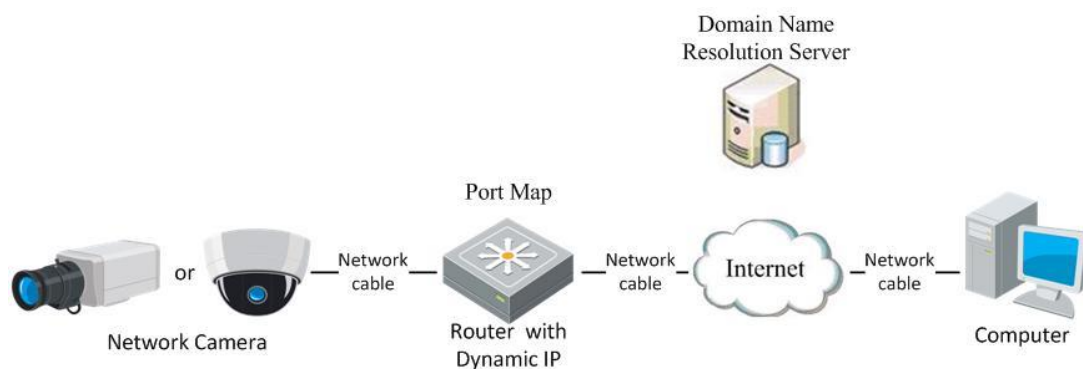 Domain Name
Resolution Server
Port Map
or
Network
cable
Network
cable
Internet
Network
cable
Network Camera
Router with
Dynamic IP
Computer